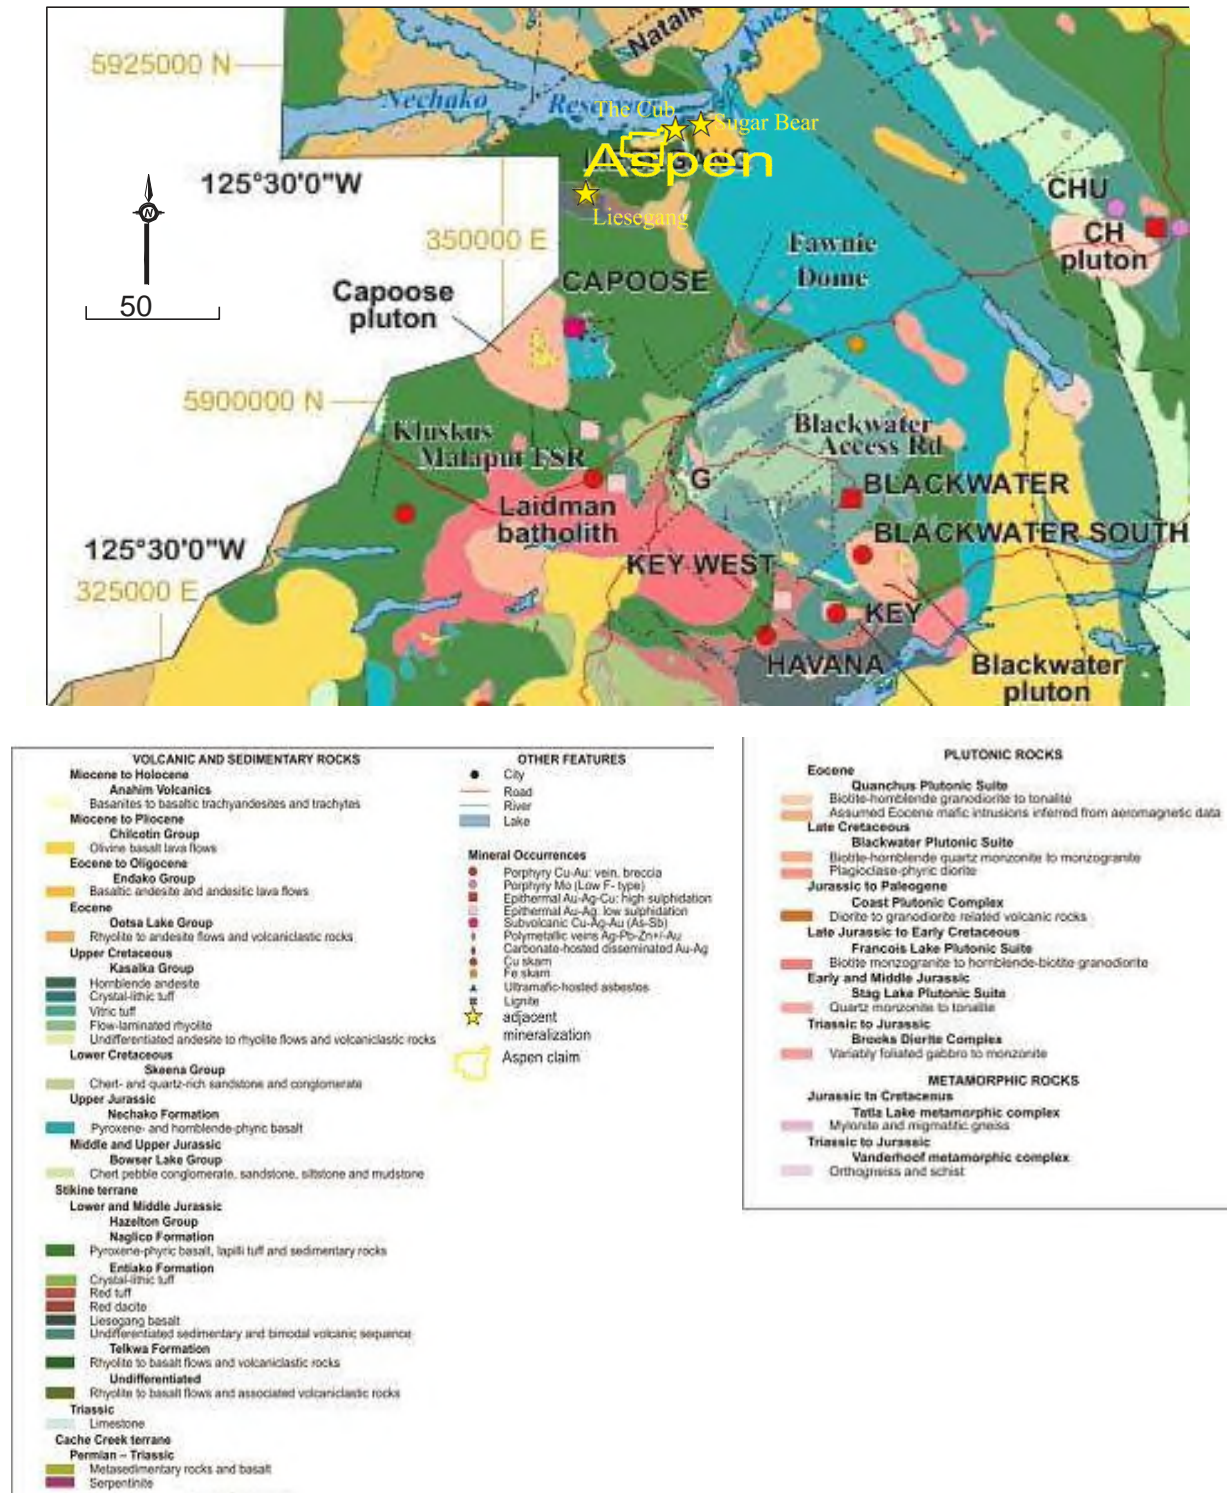 5925000 N
Natalk
Nechako
Rese
The Cub
Sugar Bear
Aspen
125°30'0"W
N
CHU
Liesegang
350000 E
CH
pluton
Fawnie
Dome
CAPOOSE
50
Capoose
pluton
5900000 N
Kluskus
Malaput FSR
Blackwater
Access Rd
G
BLACKWATER
Laidman
batholith
BLACKWATER SOUTH
125°30'0"W
KEY WEST
325000 E
KEY
HAVANA
Blackwater
pluton
VOLCANIC AND SEDIMENTARY ROCKS
Miocene to Holocene
Anahim Volcanics
Basanites to basaltic trachyandesites and trachytes
Miocene to Pliocene
Chilcotin Group
Olivine basalt lava flows
Eocene to Oligocene
Endako Group
Basaltic andesite and andesitic lava flows
Eocene
Ootsa Lake Group
Rhyolite to andesite flows and volcaniclastic rocks
Upper Cretaceous
Kasalka Group
Hornblende andesite
Crystal-lithic tuff
Vitric tuff
Flow-laminated rhyolite
Undifferentiated andesite to rhyolite flows and volcaniclastic rocks
Lower Cretaceous
Skeena Group
Chert- and quartz-rich sandstone and conglomerate
Upper Jurassic
Nechako Formation
Pyroxene- and hornblende-phyric basalt
Middle and Upper Jurassic
Bowser Lake Group
Chert pebble conglomerate, sandstone, siltstone and mudstone
Stikine terrane
Lower and Middle Jurassic
Hazelton Group
Naglico Formation
Pyroxene-phyric basalt, lapilli tuff and sedimentary rocks
Entiako Formation
Crystal-lithic tuff
Red tuff
Red dacite
Liesegang basalt
Undifferentiated sedimentary and bimodal volcanic sequence
Telkwa Formation
Rhyolite to basalt flows and volcaniclastic rocks
Undifferentiated
Rhyolite to basalt flows and associated volcaniclastic rocks
Triassic
Limestone
Cache Creek terrane
Permian – Triassic
Metasedimentary rocks and basalt
Serpentinite
OTHER FEATURES
City
Road
River
Lake
Mineral Occurrences
Porphyry Cu-Au: vein, breccia
Porphyry Mo (Low F- type)
Epithermal Au-Ag-Cu: high sulphidation
Epithermal Au-Ag: low sulphidation
Subvolcanic Cu-Ag-Au (As-Sb)
Polymetallic veins Ag-Pb-Zn+/-Au
Carbonate-hosted disseminated Au-Ag
Cu skarn
Fe skarn
Ultramafic-hosted asbestos
Lignite
adjacent
mineralization
Aspen claim
PLUTONIC ROCKS
Eocene
Quanchus Plutonic Suite
Biotite-hornblende granodiorite to tonalite
Assumed Eocene mafic intrusions inferred from aeromagnetic data
Late Cretaceous
Blackwater Plutonic Suite
Biotite-hornblende quartz monzonite to monzogranite
Plagioclase-phyric diorite
Jurassic to Paleogene
Coast Plutonic Complex
Diorite to granodiorite related volcanic rocks
Late Jurassic to Early Cretaceous
Francois Lake Plutonic Suite
Biotite monzogranite to hornblende-biotite granodiorite
Early and Middle Jurassic
Stag Lake Plutonic Suite
Quartz monzonite to tonalite
Triassic to Jurassic
Brooks Diorite Complex
Variably foliated gabbro to monzonite
METAMORPHIC ROCKS
Jurassic to Cretaceous
Tatla Lake metamorphic complex
Mylonite and migmatitic gneiss
Triassic to Jurassic
Vanderhoof metamorphic complex
Orthogneiss and schist